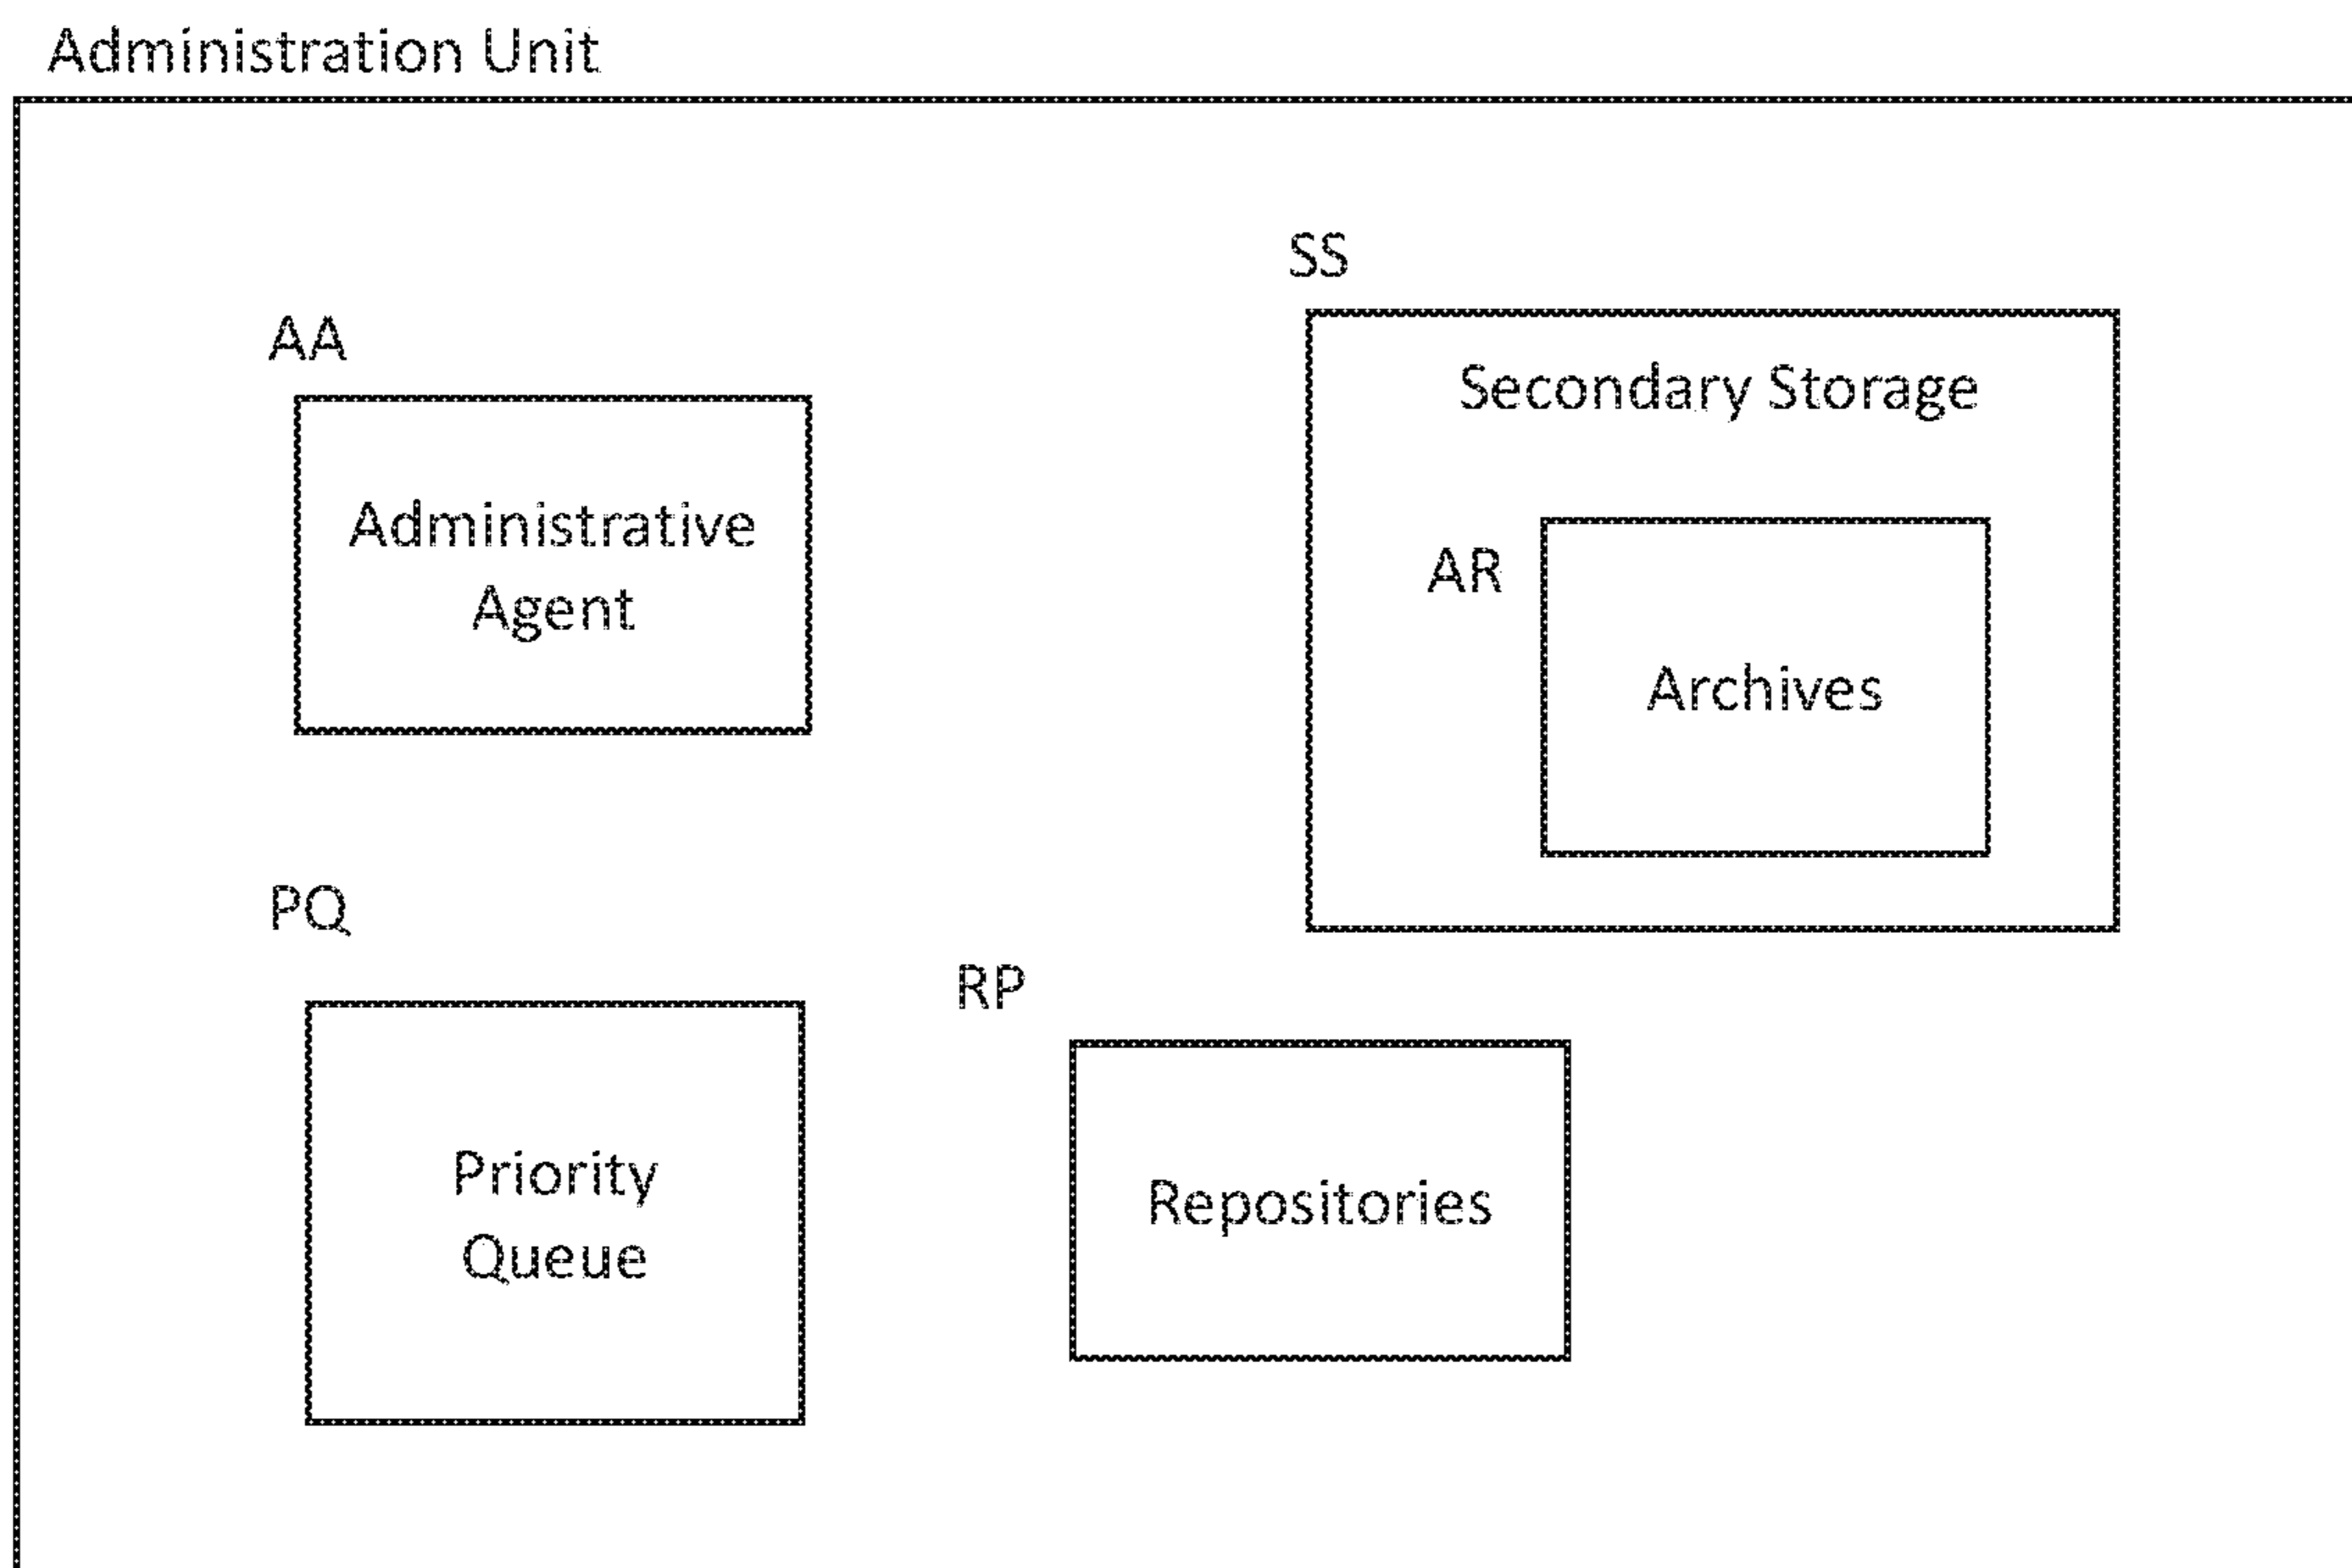 Administration Unit
SS
AA
Secondary Storage
Administrative
Agent
AR
Archives
PQ
RP
Priority
Queue
Repositories